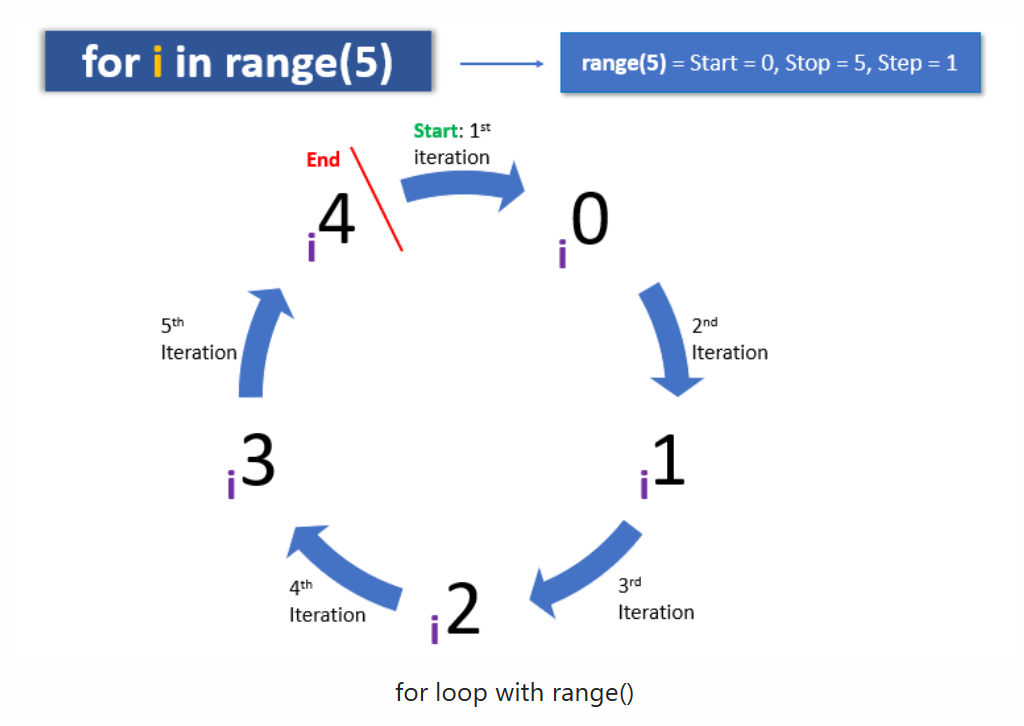 for i in range(5)
range(5) = Start = 0, Stop = 5, Step = 1
Start: 1st
iteration
End
i4
i0
5th
Iteration
2nd
Iteration
i3
i1
4th
Iteration
3rd
Iteration
i2
for loop with range()